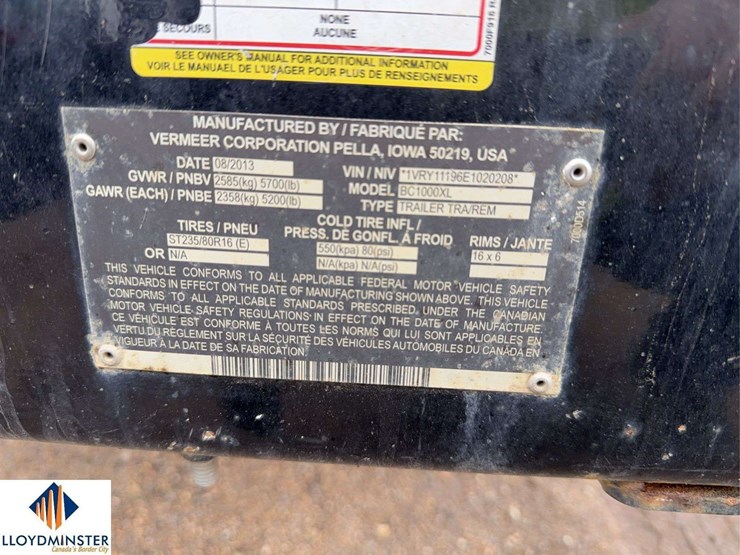 NONE
SECOURS
AUCUNE
SEE OWNER'S MANUAL FOR ADDITIONAL INFORMATION
VOIR LE MANUAEL DE L'USAGER POUR PLUS DE RENSEIGNEMENTS
7000F916
MANUFACTURED BY / FABRIQUÉ PAR:
VERMEER CORPORATION PELLA, IOWA 50219, USA
DATE 08/2013
VIN / NIV *1VRY11196E1020208*
GVWR / PNBV 2585(kg) 5700(lb)
MODEL BC1000XL
GAWR (EACH) / PNBE 2358(kg) 5200(lb)
TYPE TRAILER TRA/REM
7000D514
TIRES / PNEU
COLD TIRE INFL /
PRESS. DE GONFL. À FROID
RIMS / JANTE
ST235/80R16 (E)
550(kpa) 80(psi)
16 x 6
OR N/A
N/A(kpa) N/A(psi)
THIS VEHICLE CONFORMS TO ALL APPLICABLE FEDERAL MOTOR VEHICLE SAFETY
STANDARDS IN EFFECT ON THE DATE OF MANUFACTURING SHOWN ABOVE. THIS VEHICLE
CONFORMS TO ALL APPLICABLE STANDARDS PRESCRIBED UNDER THE CANADIAN
MOTOR VEHICLE SAFETY REGULATIONS IN EFFECT ON THE DATE OF MANUFACTURE.
CE VÉHICULE EST CONFORME À TOUTES LES NORMES QUI LUI SONT APPLICABLES EN
VERTU DU RÈGLEMENT SUR LA SÉCURITÉ DES VÉHICULES AUTOMOBILES DU CANADA EN
VIGUEUR À LA DATE DE SA FABRICATION.
LLOYDMINSTER
Canada's Border City